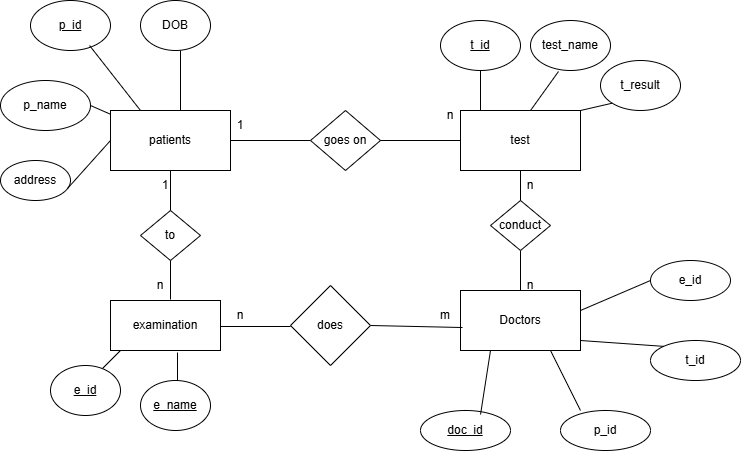 p_id
DOB
t_id
test_name
t_result
p_name
1
n
patients
goes on
test
address
1
n
to
conduct
n
n
e_id
examination
n
does
m
Doctors
t_id
e_id
e_name
doc_id
p_id